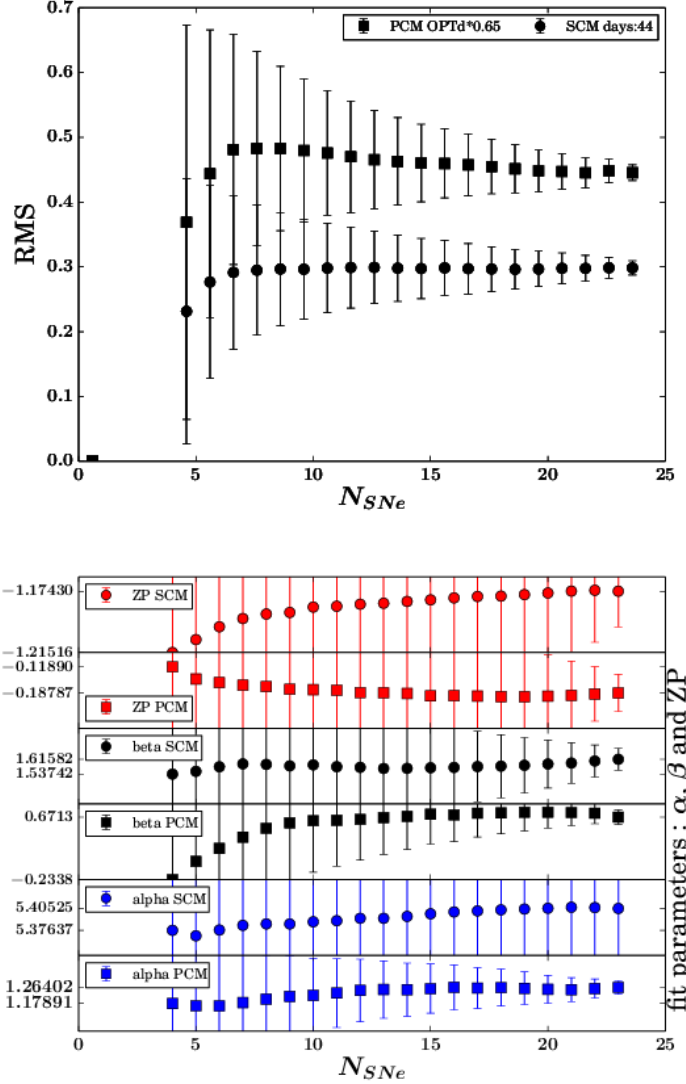 0.7
PCM OPTd*0.65 SCM days:44
0.6
0.5
0.4
RMS
0.3
0.2
0.1
0.0
0 5 10 15 20 25
N_SNe
−1.17430
ZP SCM
−1.21516
−0.11890
−0.18787
ZP PCM
beta SCM
1.61582
1.53742
0.6713
beta PCM
−0.2338
alpha SCM
5.40525
5.37637
alpha PCM
1.26402
1.17891
0 5 10 15 20 25
N_SNe
fit parameters : α, β and ZP